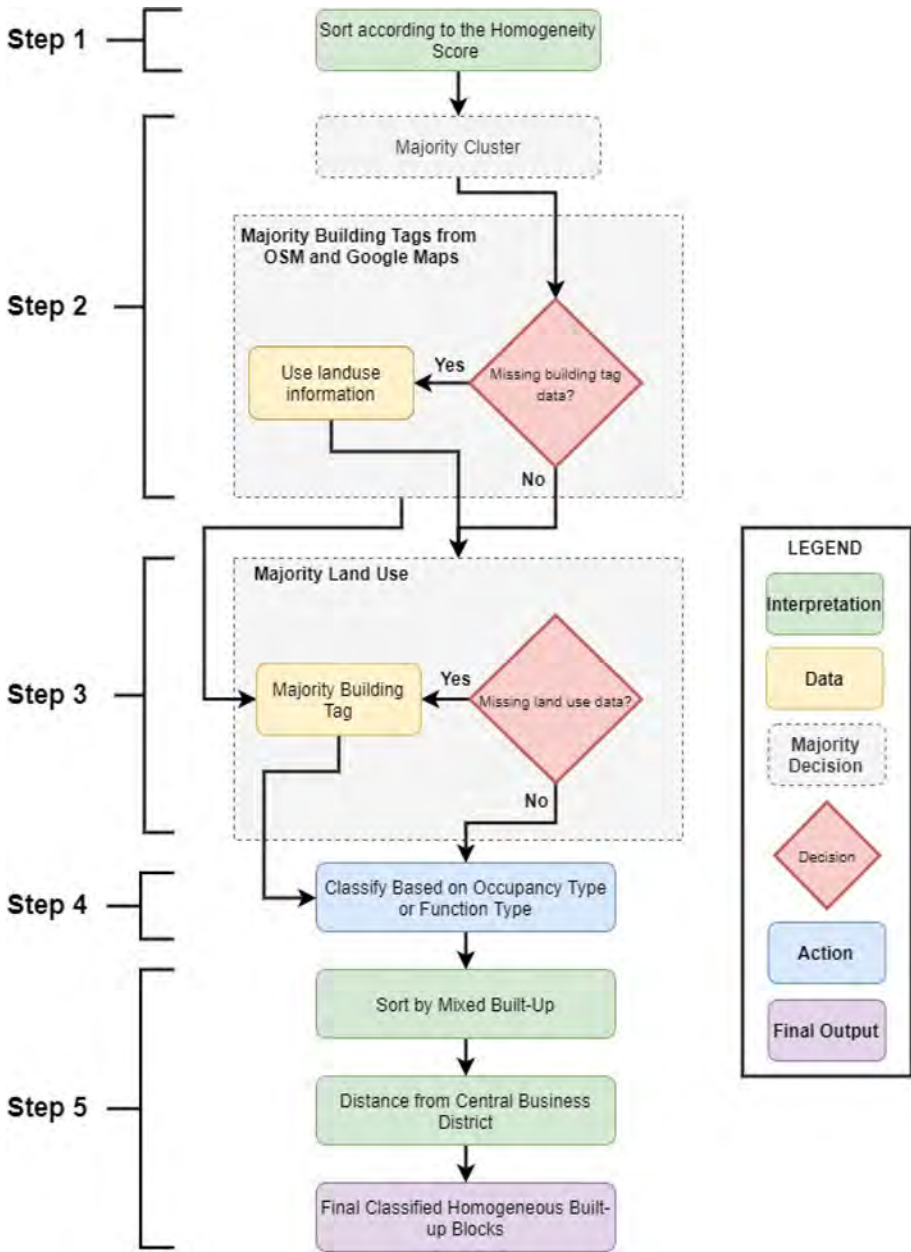 Step 1
Sort according to the Homogeneity
Score
Step 2
Majority Cluster
Majority Building Tags from
OSM and Google Maps
Use landuse
information
Yes
Missing building tag
data?
No
Step 3
Majority Land Use
Majority Building
Tag
Yes
Missing land use data?
No
Step 4
Classify Based on Occupancy Type
or Function Type
Step 5
Sort by Mixed Built-Up
Distance from Central Business
District
Final Classified Homogeneous Built-
up Blocks
LEGEND
Interpretation
Data
Majority
Decision
Decision
Action
Final Output